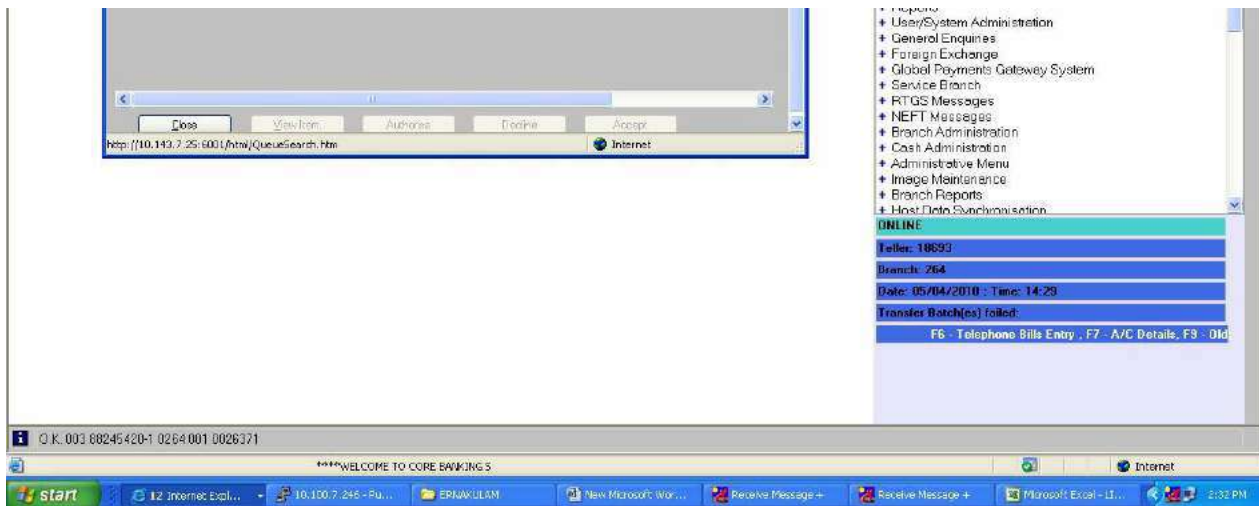 + Reports
+ User/System Administration
+ General Enquiries
+ Foreign Exchange
+ Global Payments Gateway System
+ Service Branch
+ RTGS Messages
+ NEFT Messages
+ Branch Administration
+ Cash Administration
+ Administrative Menu
+ Image Maintenance
+ Branch Reports
+ Host Data Synchronisation
Close View Item Authorise Decline Accept
http://10.143.7.25:6001/html/QueueSearch.htm Internet
ONLINE
Teller: 18693
Branch: 264
Date: 05/04/2010 : Time: 14:29
Transfer Batch(es) failed:
F6 - Telephone Bills Entry , F7 - A/C Details, F9 - Old
O.K. 003 88245420-1 0264 001 0026371
****WELCOME TO CORE BANKING S Internet
start 12 Internet Expl... 10.100.7.246 - Pu... ERNAKULAM New Microsoft Wor... Receive Message + Receive Message + Microsoft Excel - LI... 2:32 PM